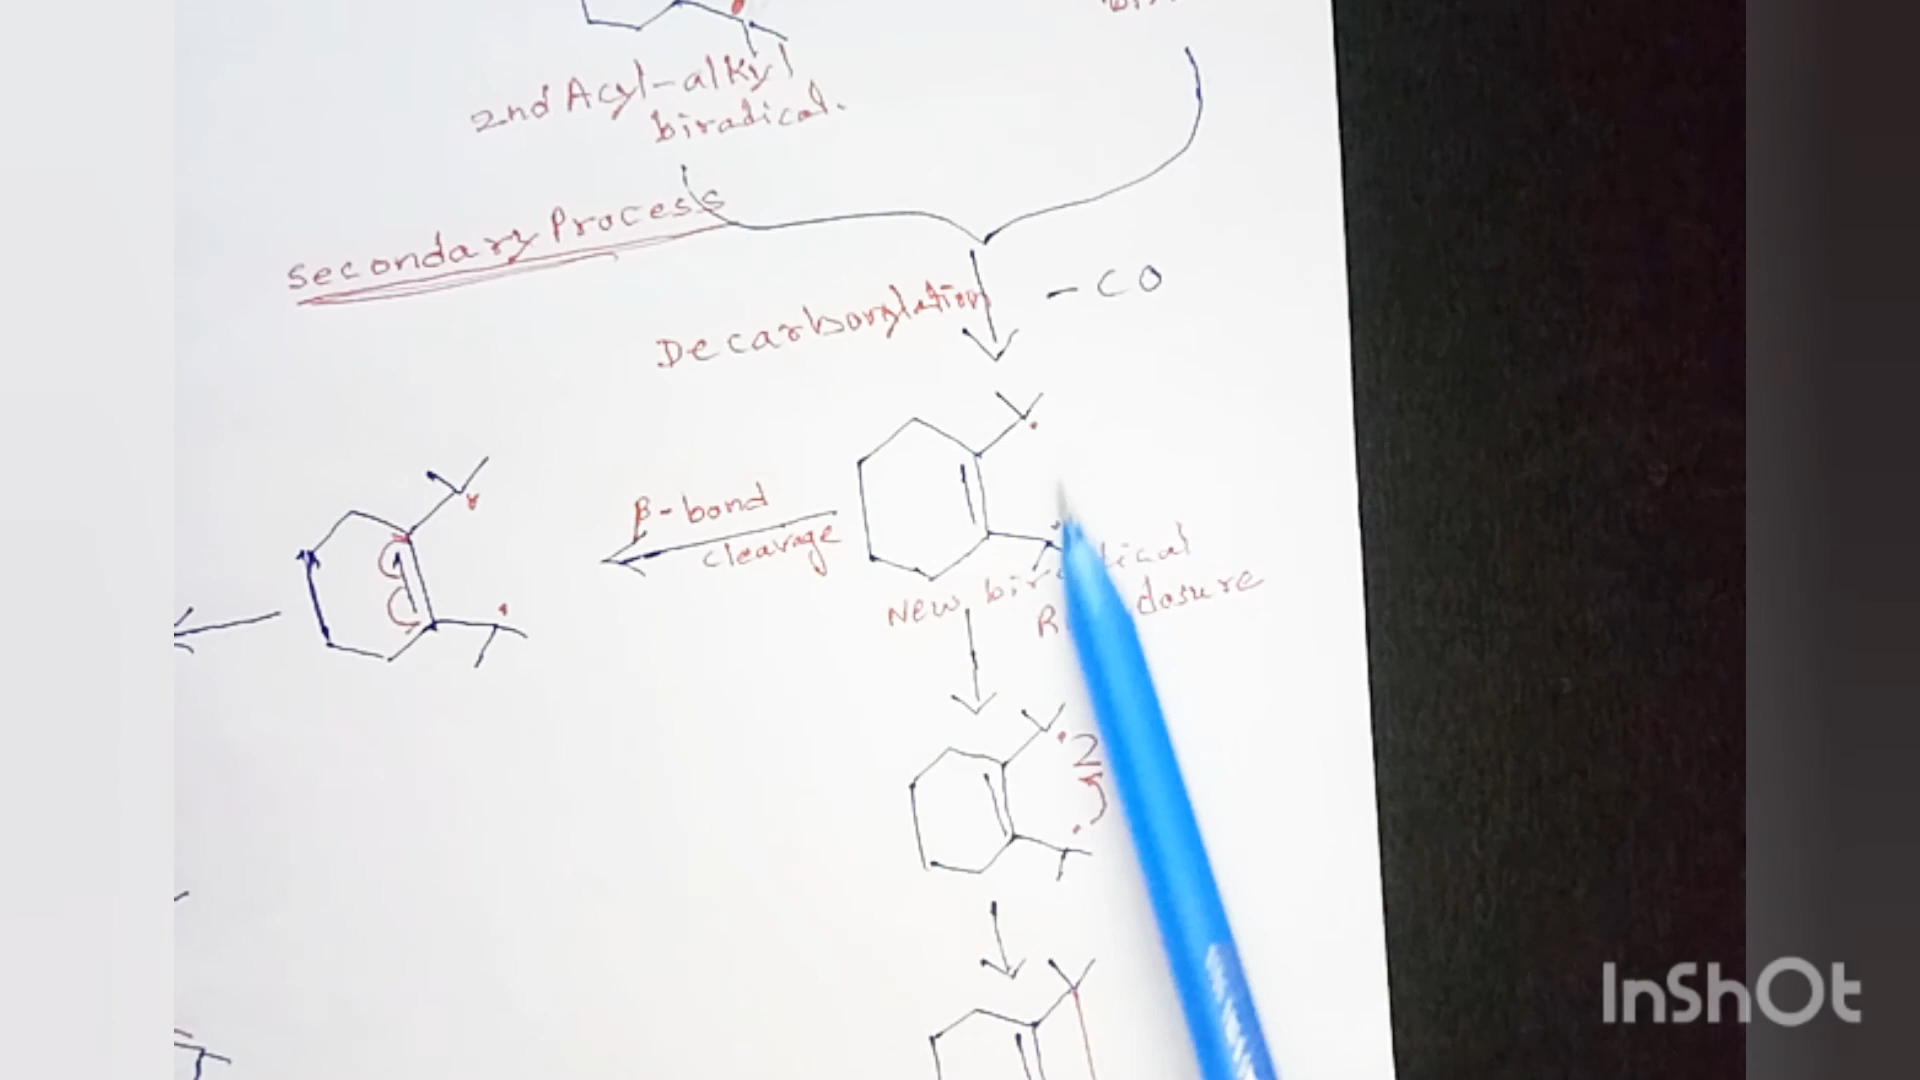 2nd Acyl-alkyl
biradical.
Secondary Process
Decarbonylation
- CO
β-bond
cleavage
New
closure
InShOt